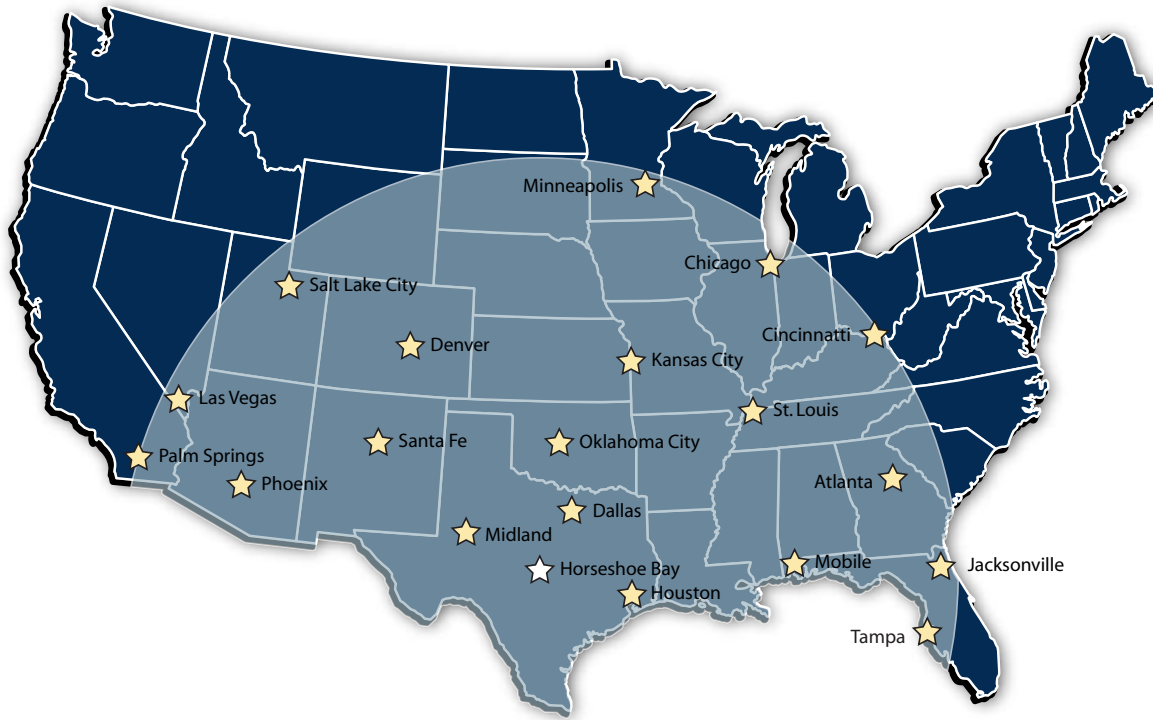 Minneapolis
Chicago
Salt Lake City
Cincinnatti
Denver
Kansas City
Las Vegas
St. Louis
Santa Fe
Oklahoma City
Palm Springs
Phoenix
Atlanta
Dallas
Midland
Mobile
Jacksonville
Horseshoe Bay
Houston
Tampa